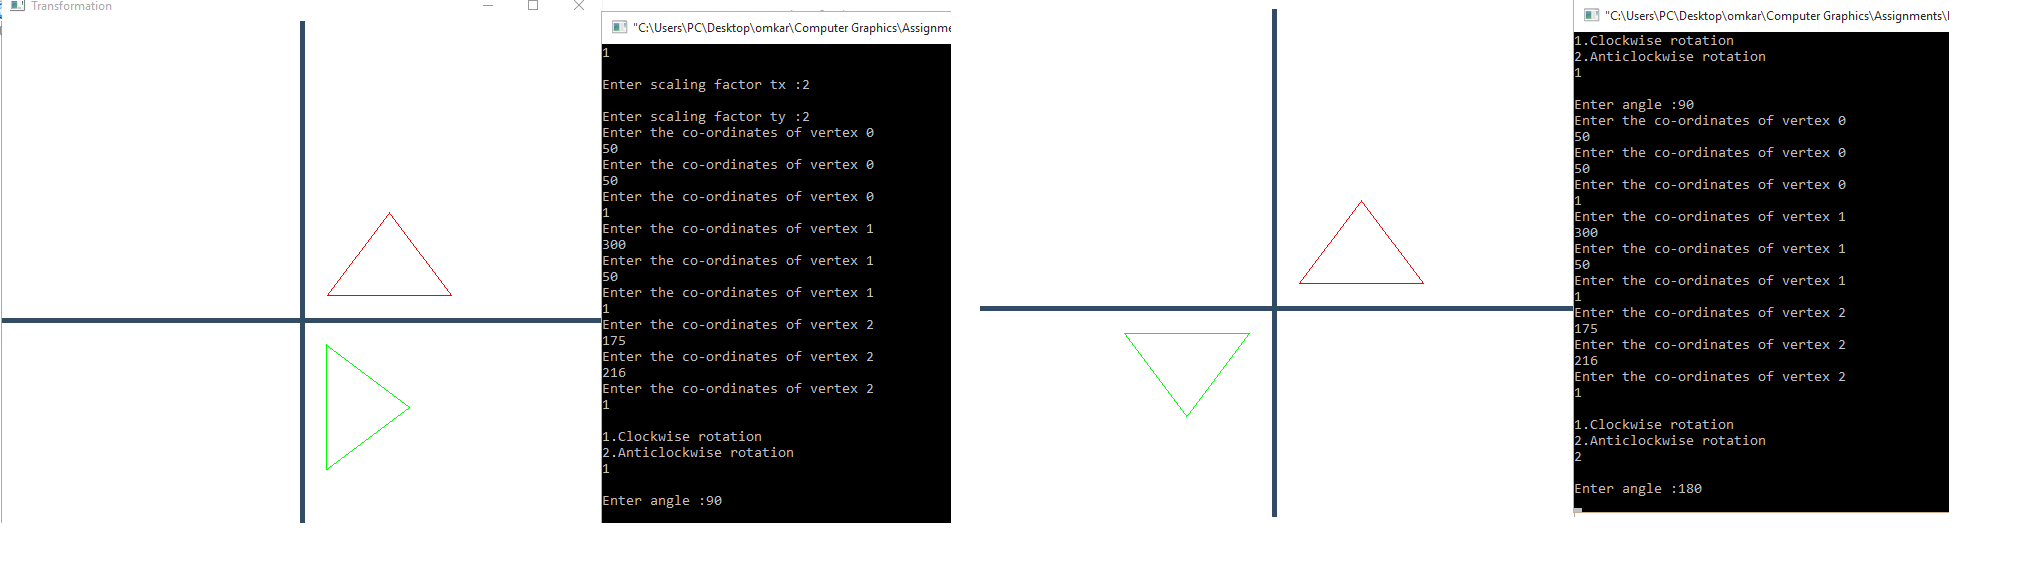 Transformation
"C:\Users\PC\Desktop\omkar\Computer Graphics\Assignme
1
Enter scaling factor tx :2
Enter scaling factor ty :2
Enter the co-ordinates of vertex 0
50
Enter the co-ordinates of vertex 0
50
Enter the co-ordinates of vertex 0
1
Enter the co-ordinates of vertex 1
300
Enter the co-ordinates of vertex 1
50
Enter the co-ordinates of vertex 1
1
Enter the co-ordinates of vertex 2
175
Enter the co-ordinates of vertex 2
216
Enter the co-ordinates of vertex 2
1
1.Clockwise rotation
2.Anticlockwise rotation
1
Enter angle :90
"C:\Users\PC\Desktop\omkar\Computer Graphics\Assignments\
1.Clockwise rotation
2.Anticlockwise rotation
1
Enter angle :90
Enter the co-ordinates of vertex 0
50
Enter the co-ordinates of vertex 0
50
Enter the co-ordinates of vertex 0
1
Enter the co-ordinates of vertex 1
300
Enter the co-ordinates of vertex 1
50
Enter the co-ordinates of vertex 1
1
Enter the co-ordinates of vertex 2
175
Enter the co-ordinates of vertex 2
216
Enter the co-ordinates of vertex 2
1
1.Clockwise rotation
2.Anticlockwise rotation
2
Enter angle :180